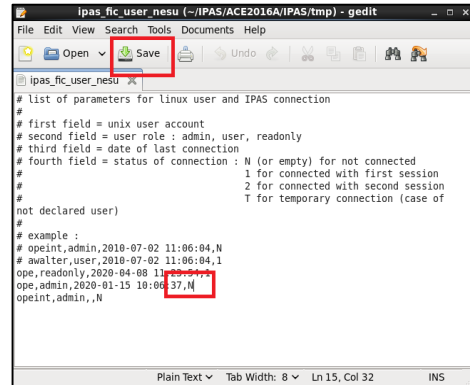 ipas_fic_user_nesu (~/IPAS/ACE2016A/IPAS/tmp) - gedit
File Edit View Search Tools Documents Help
Open Save Undo
ipas_fic_user_nesu
# list of parameters for linux user and IPAS connection
#
# first field = unix user account
# second field = user role : admin, user, readonly
# third field = date of last connection
# fourth field = status of connection : N (or empty) for not connected
# 1 for connected with first session
# 2 for connected with second session
# T for temporary connection (case of
not declared user)
#
# example :
# opeint,admin,2010-07-02 11:06:04,N
# awalter,user,2010-07-02 11:06:04,1
ope,readonly,2020-04-08 11:23:54,1
ope,admin,2020-01-15 10:06:37,N
opeint,admin,,N
Plain Text Tab Width: 8 Ln 15, Col 32 INS